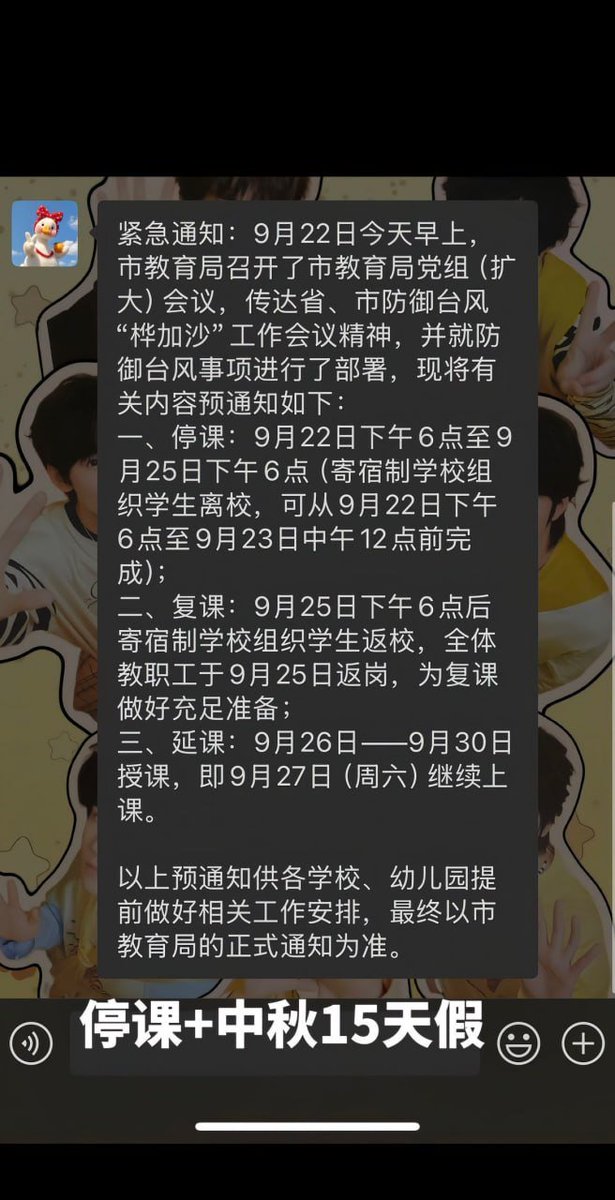 紧急通知：9月22日今天早上，
市教育局召开了市教育局党组（扩
大）会议，传达省、市防御台风
“桦加沙”工作会议精神，并就防
御台风事项进行了部署，现将有
关内容预通知如下：
一、停课：9月22日下午6点至9
月25日下午6点（寄宿制学校组
织学生离校，可从9月22日下午
6点至9月23日中午12点前完
成）；
二、复课：9月25日下午6点后
寄宿制学校组织学生返校，全体
教职工于9月25日返岗，为复课
做好充足准备；
三、延课：9月26日——9月30日
授课，即9月27日（周六）继续上
课。
以上预通知供各学校、幼儿园提
前做好相关工作安排，最终以市
教育局的正式通知为准。
停课+中秋15天假